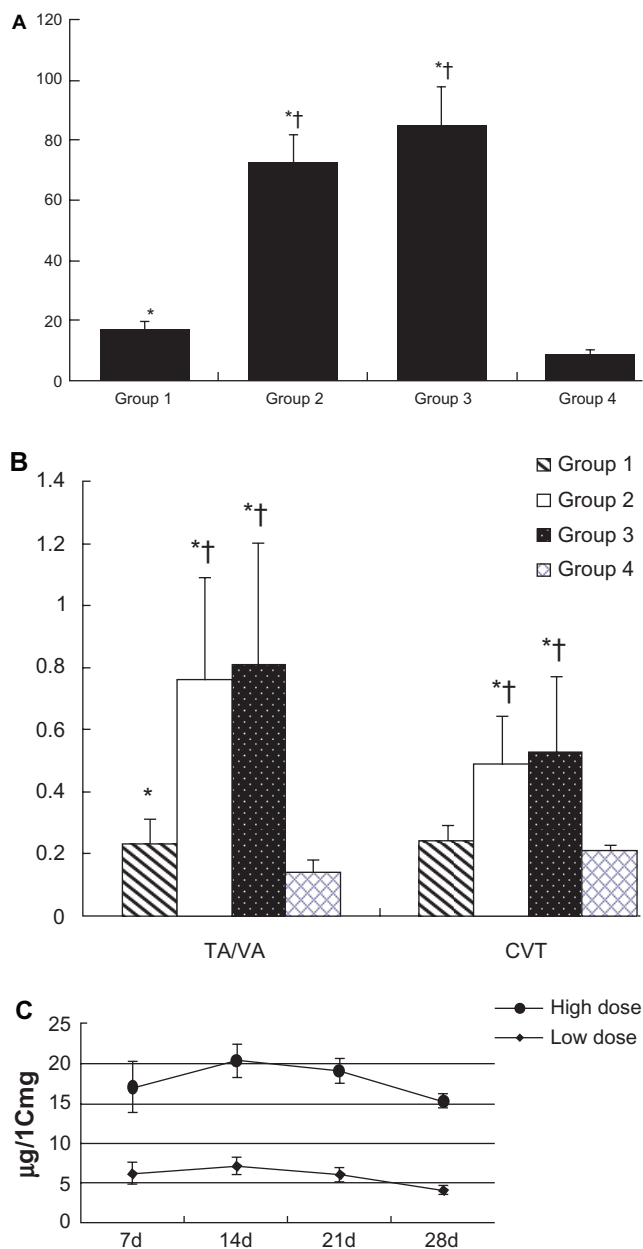 A
120
100
80
60
40
20
0
*
*†
*†
Group 1 Group 2 Group 3 Group 4
B
1.4
1.2
1
0.8
0.6
0.4
0.2
0
*
*†
*†
*†
*†
Group 1
Group 2
Group 3
Group 4
TA/VA CVT
C
High dose
Low dose
µg/1Cmg
25
20
15
10
5
0
7d 14d 21d 28d